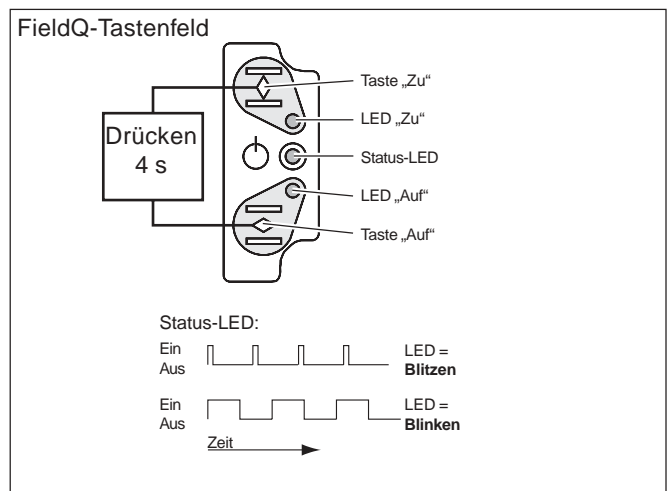 FieldQ-Tastenfeld
Taste „Zu“
LED „Zu“
Drücken
4 s
Status-LED
LED „Auf“
Taste „Auf“
Status-LED:
Ein
Aus
LED =
Blitzen
Ein
Aus
LED =
Blinken
Zeit